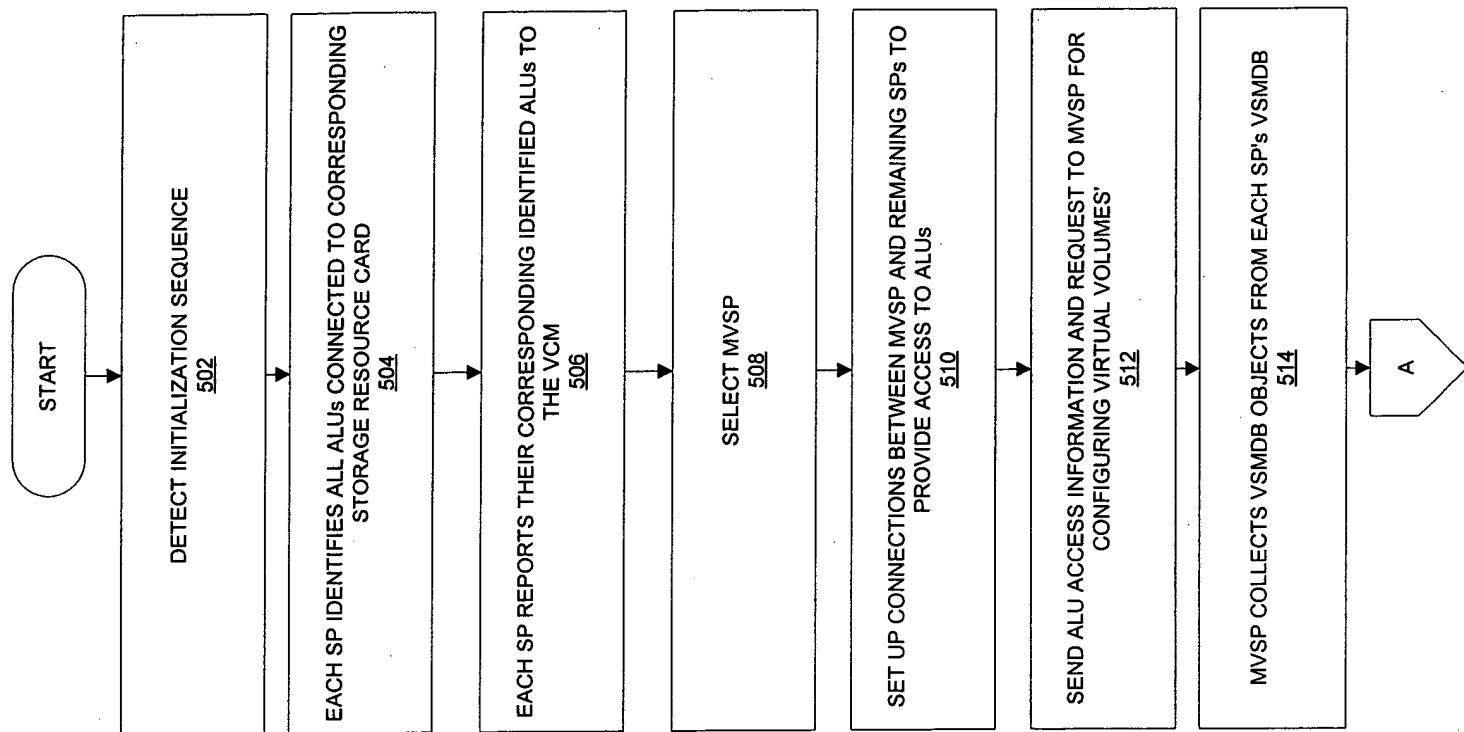 START
DETECT INITIALIZATION SEQUENCE
502
EACH SP IDENTIFIES ALL ALUs CONNECTED TO CORRESPONDING
STORAGE RESOURCE CARD
504
EACH SP REPORTS THEIR CORRESPONDING IDENTIFIED ALUs TO
THE VCM
506
SELECT MVSP
508
SET UP CONNECTIONS BETWEEN MVSP AND REMAINING SPs TO
PROVIDE ACCESS TO ALUs
510
SEND ALU ACCESS INFORMATION AND REQUEST TO MVSP FOR
CONFIGURING VIRTUAL VOLUMES'
512
MVSP COLLECTS VSMDB OBJECTS FROM EACH SP's VSMDB
514
A